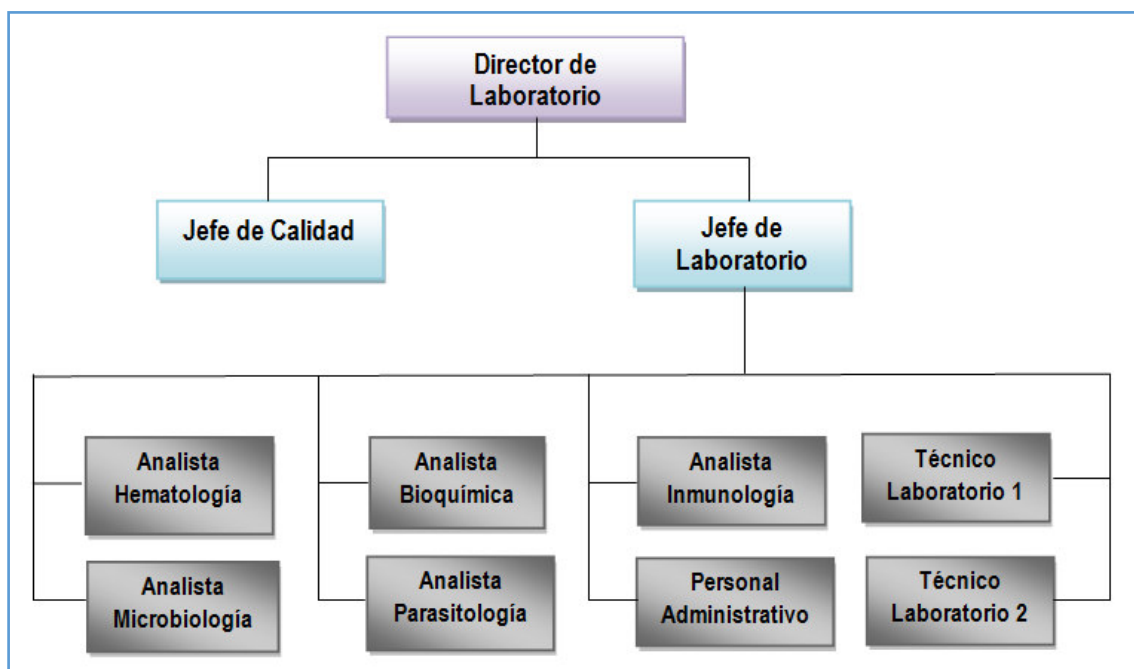 Director de
Laboratorio
Jefe de Calidad
Jefe de
Laboratorio
Analista
Hematología
Analista
Bioquímica
Analista
Inmunología
Técnico
Laboratorio 1
Analista
Microbiología
Analista
Parasitología
Personal
Administrativo
Técnico
Laboratorio 2